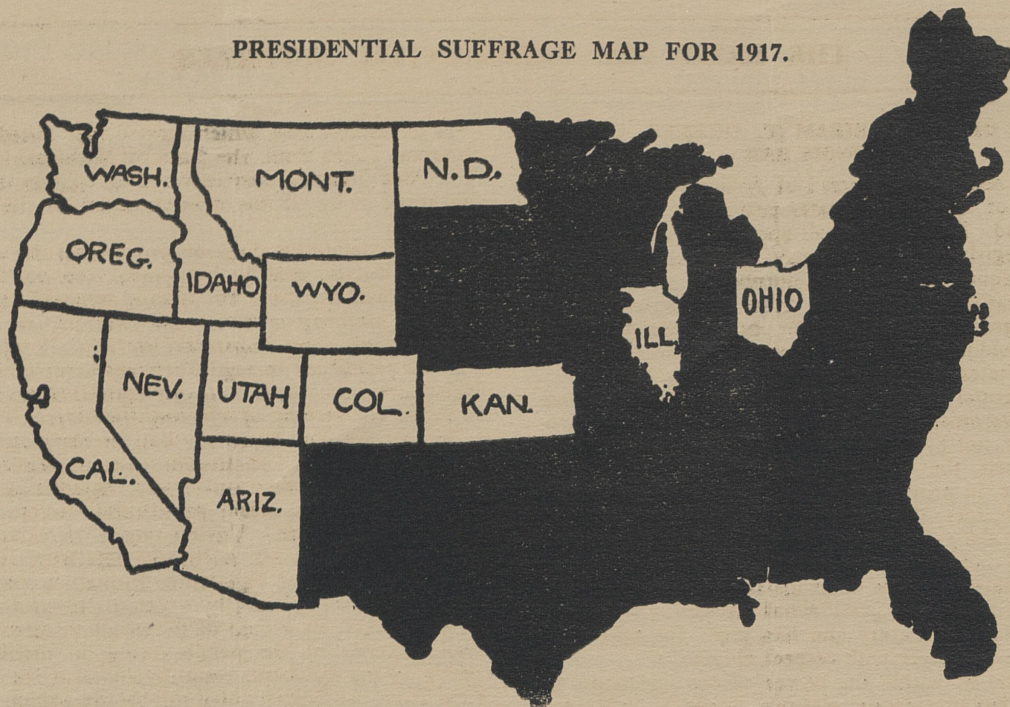 PRESIDENTIAL SUFFRAGE MAP FOR 1917.
WASH.
MONT.
N.D.
OREG.
IDAHO
WYO.
OHIO
ILL.
NEV.
UTAH
COL.
KAN.
CAL.
ARIZ.